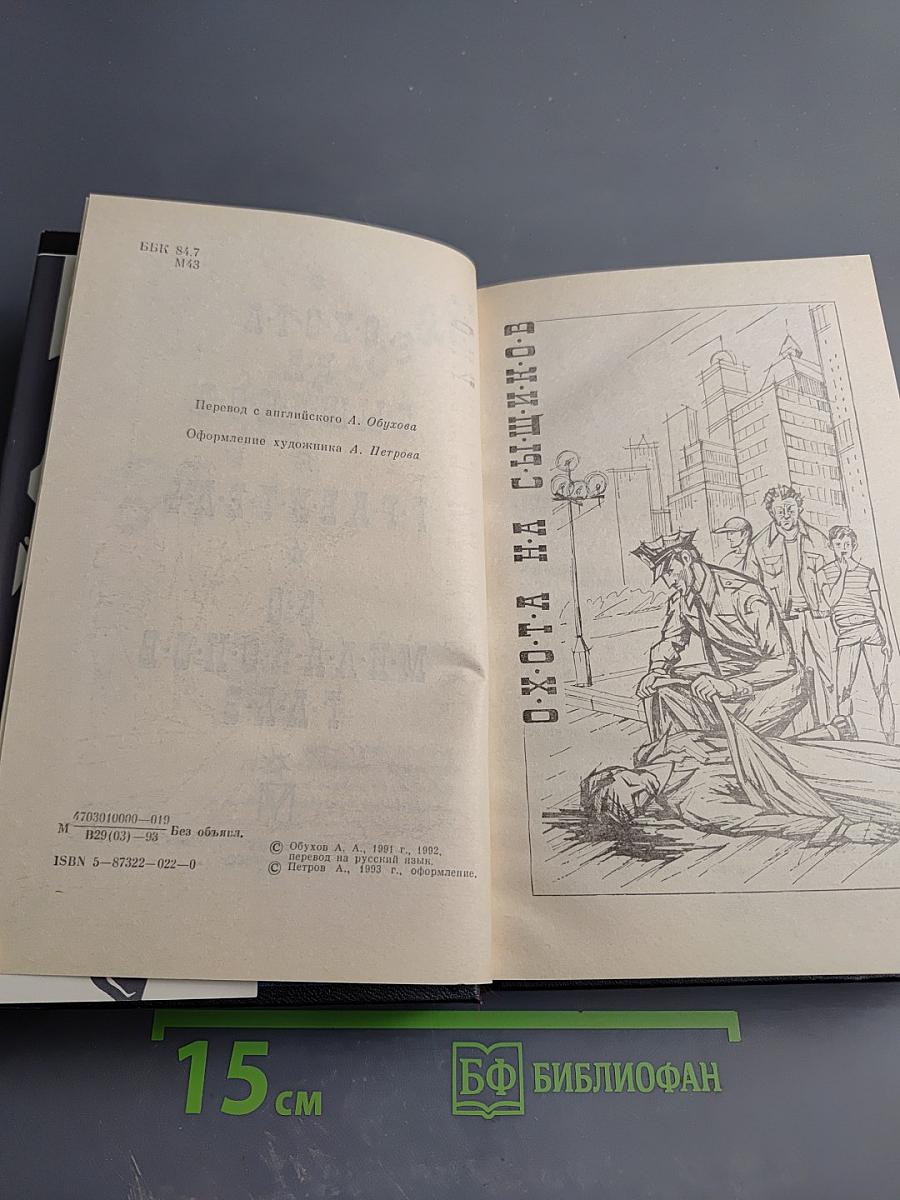 ББК 84.7
М43
Перевод с английского А. Обухова
Оформление художника А. Петрова
М 4703010000—019
В29(03)—93 Без объявл.
ISBN 5—87322—022—0
© Обухов А. А., 1991 г., 1992,
перевод на русский язык.
© Петров А., 1993 г., оформление.
О·Х·О·Т·А Н·А С·Ы·Щ·И·К·О·В
15 см
БФ БИБЛИОФАН